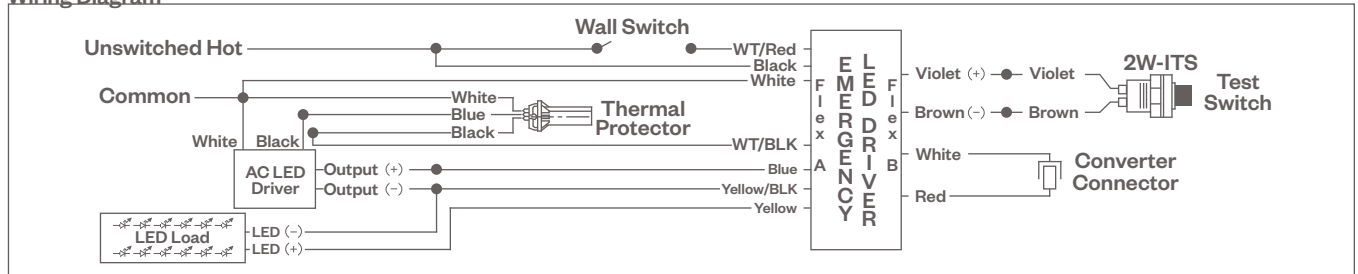 Wiring Diagram
Wall Switch
Unswitched Hot
WT/Red
Black
White
Common
White
Blue
Black
Thermal
Protector
White
Black
WT/BLK
AC LED
Driver
Output (+)
Output (-)
Blue
Yellow/BLK
Yellow
LED Load
LED (-)
LED (+)
Flex A
EMERGENCY
LED DRIVER
Flex B
Violet (+)
Violet
2W-ITS
Test
Switch
Brown (-)
Brown
White
Red
Converter
Connector